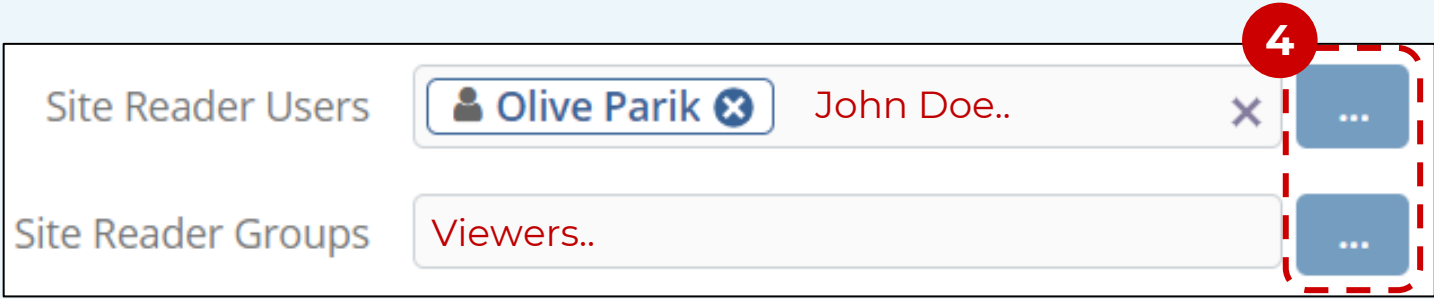 4
Site Reader Users Olive Parik John Doe.. ...
Site Reader Groups Viewers.. ...